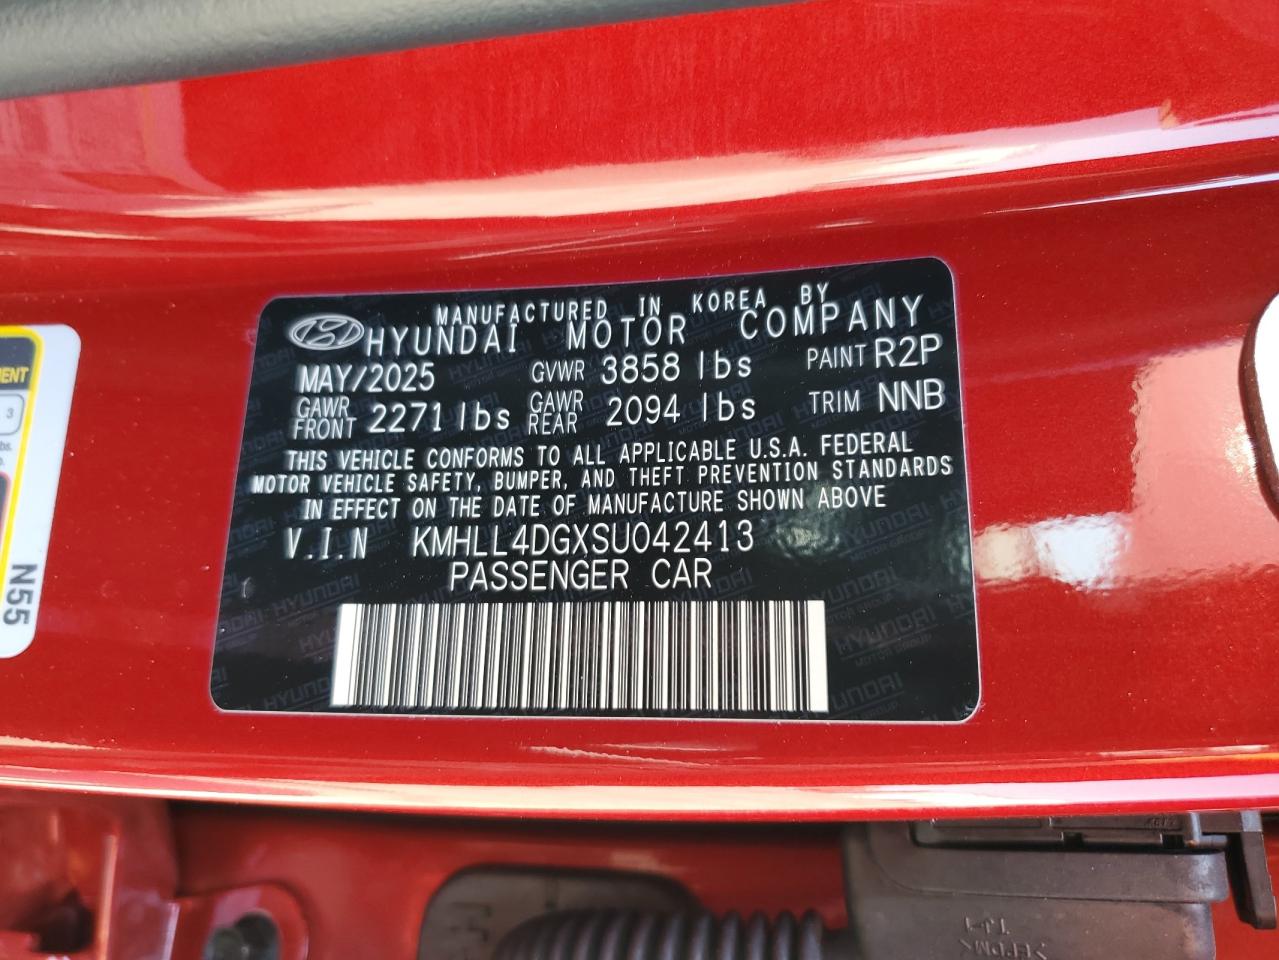 MANUFACTURED IN KOREA BY
HYUNDAI MOTOR COMPANY
MAY/2025 GVWR 3858 lbs PAINT R2P
GAWR FRONT 2271 lbs GAWR REAR 2094 lbs TRIM NNB
THIS VEHICLE CONFORMS TO ALL APPLICABLE U.S.A. FEDERAL
MOTOR VEHICLE SAFETY, BUMPER, AND THEFT PREVENTION STANDARDS
IN EFFECT ON THE DATE OF MANUFACTURE SHOWN ABOVE
V.I.N KMHLL4DGXSU042413
PASSENGER CAR
3
N55